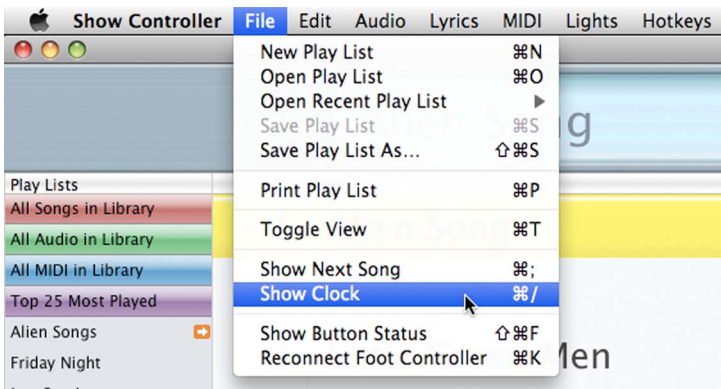 Show Controller File Edit Audio Lyrics MIDI Lights Hotkeys
New Play List ⌘N
Open Play List ⌘O
Open Recent Play List ▶
Save Play List ⌘S
Save Play List As... ⇧⌘S
Print Play List ⌘P
Toggle View ⌘T
Show Next Song ⌘;
Show Clock ⌘/
Show Button Status ⇧⌘F
Reconnect Foot Controller ⌘K
Play Lists
All Songs in Library
All Audio in Library
All MIDI in Library
Top 25 Most Played
Alien Songs
Friday Night
Alien Song
Men